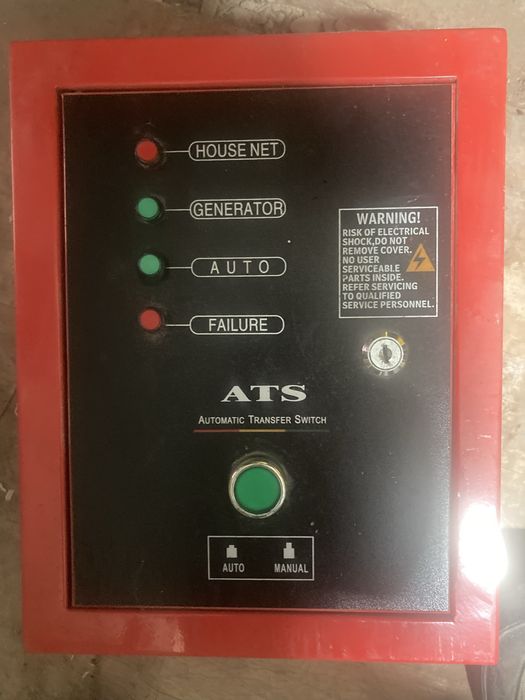 HOUSE NET
GENERATOR
AUTO
FAILURE
WARNING!
RISK OF ELECTRICAL
SHOCK,DO NOT
REMOVE COVER.
NO USER
SERVICEABLE
PARTS INSIDE.
REFER SERVICING
TO QUALIFIED
SERVICE PERSONNEL.
ATS
AUTOMATIC TRANSFER SWITCH
AUTO MANUAL